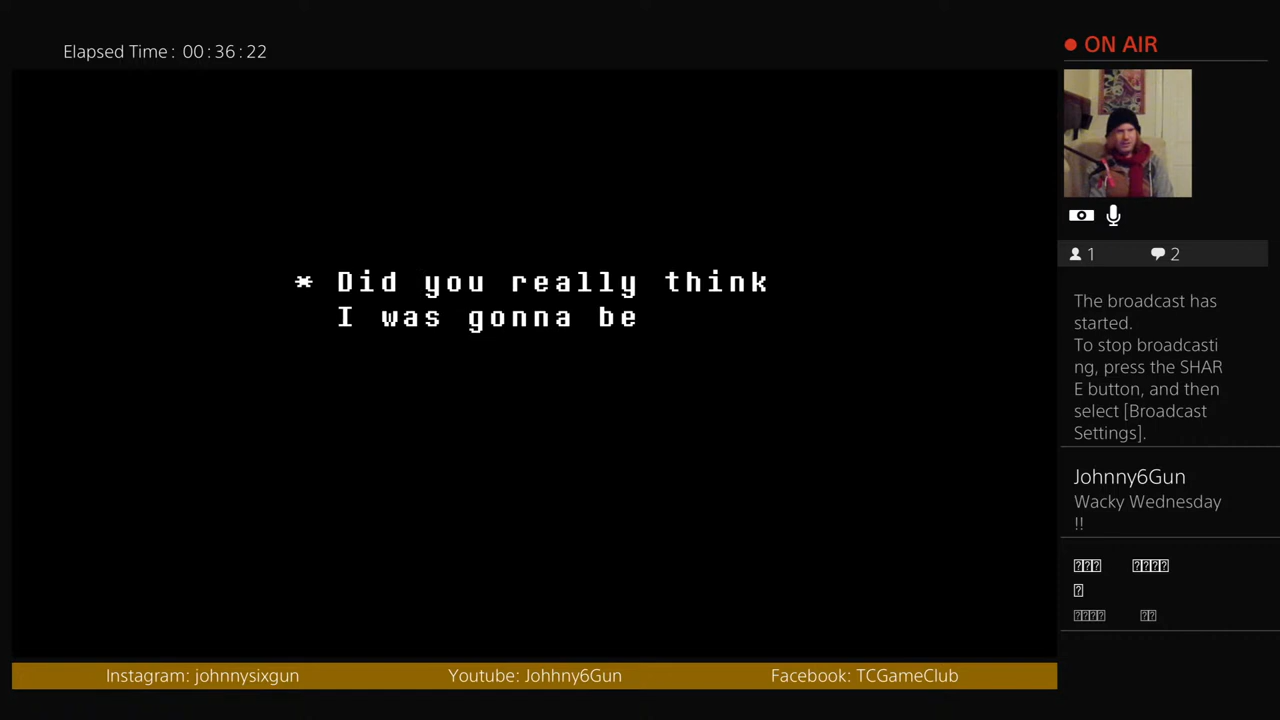 Elapsed Time: 00:36:22
ON AIR
* Did you really think
I was gonna be
1 2
The broadcast has
started.
To stop broadcasti
ng, press the SHAR
E button, and then
select [Broadcast
Settings].
Johnny6Gun
Wacky Wednesday
!!
Instagram: johnnysixgun Youtube: Johhny6Gun Facebook: TCGameClub